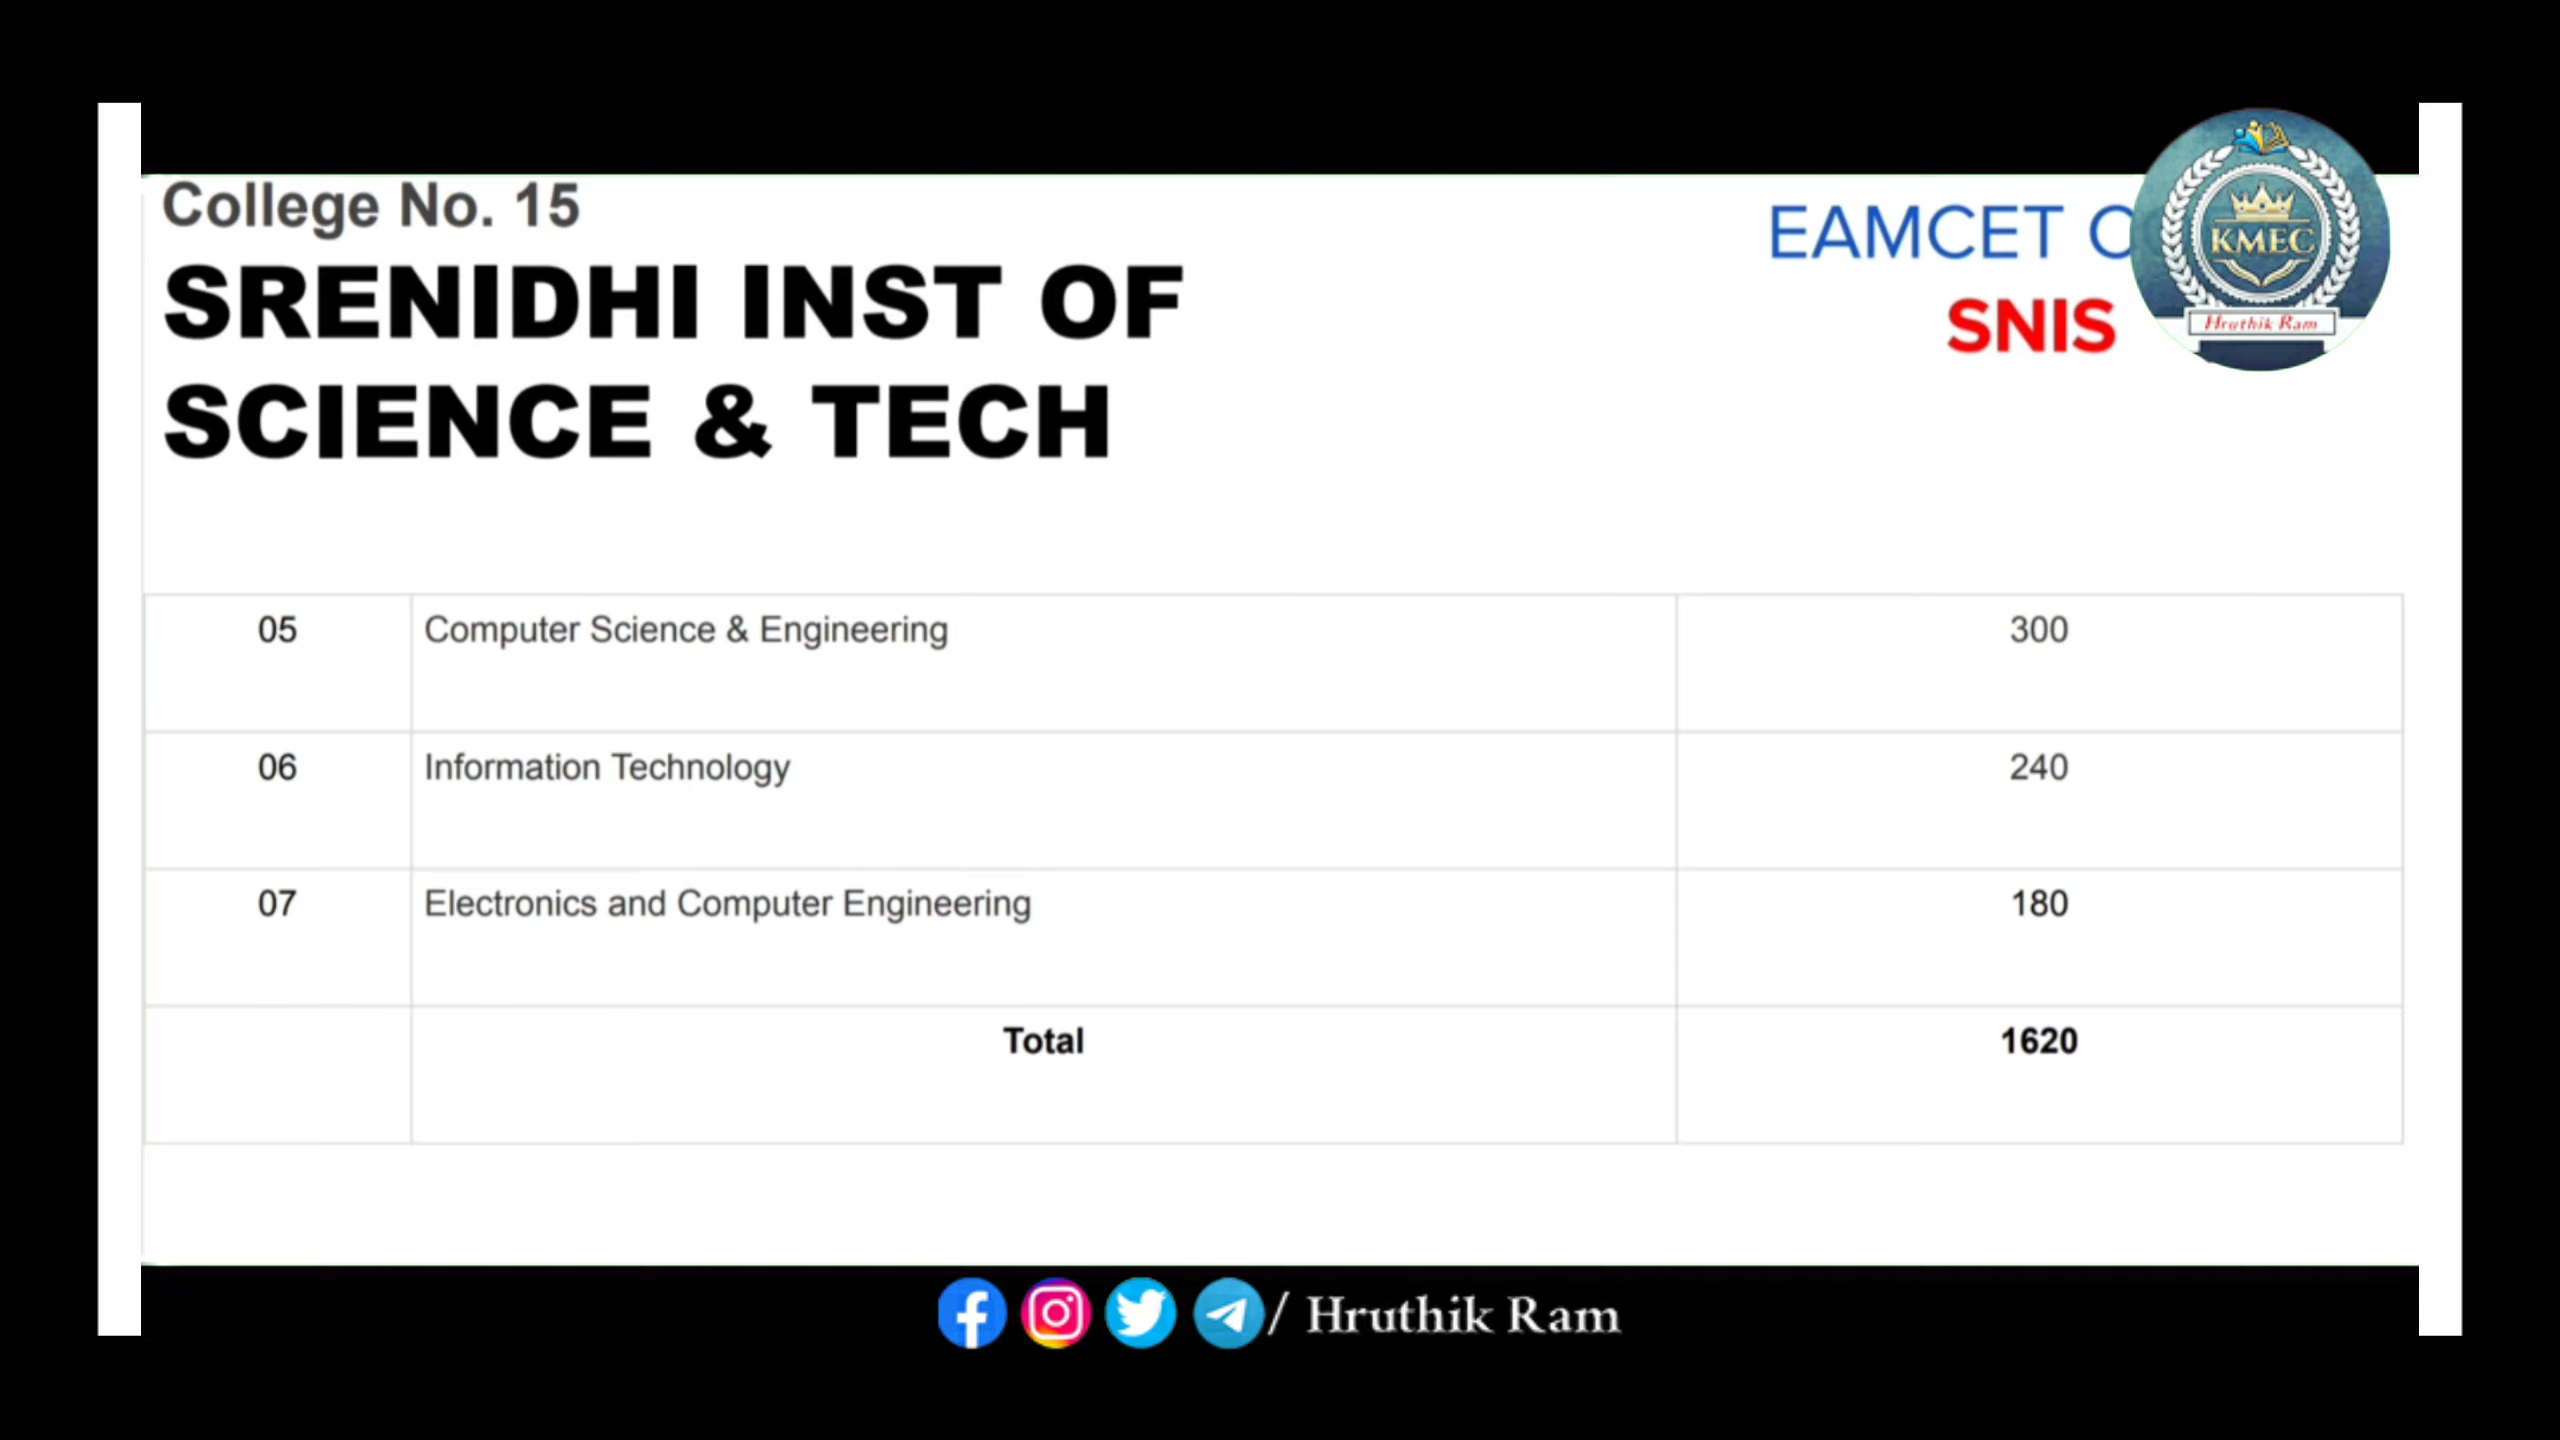 College No. 15
SRENIDHI INST OF
SCIENCE & TECH
EAMCET
SNIS
KMEC
Hruthik Ram
05 Computer Science & Engineering 300
06 Information Technology 240
07 Electronics and Computer Engineering 180
Total 1620
/ Hruthik Ram